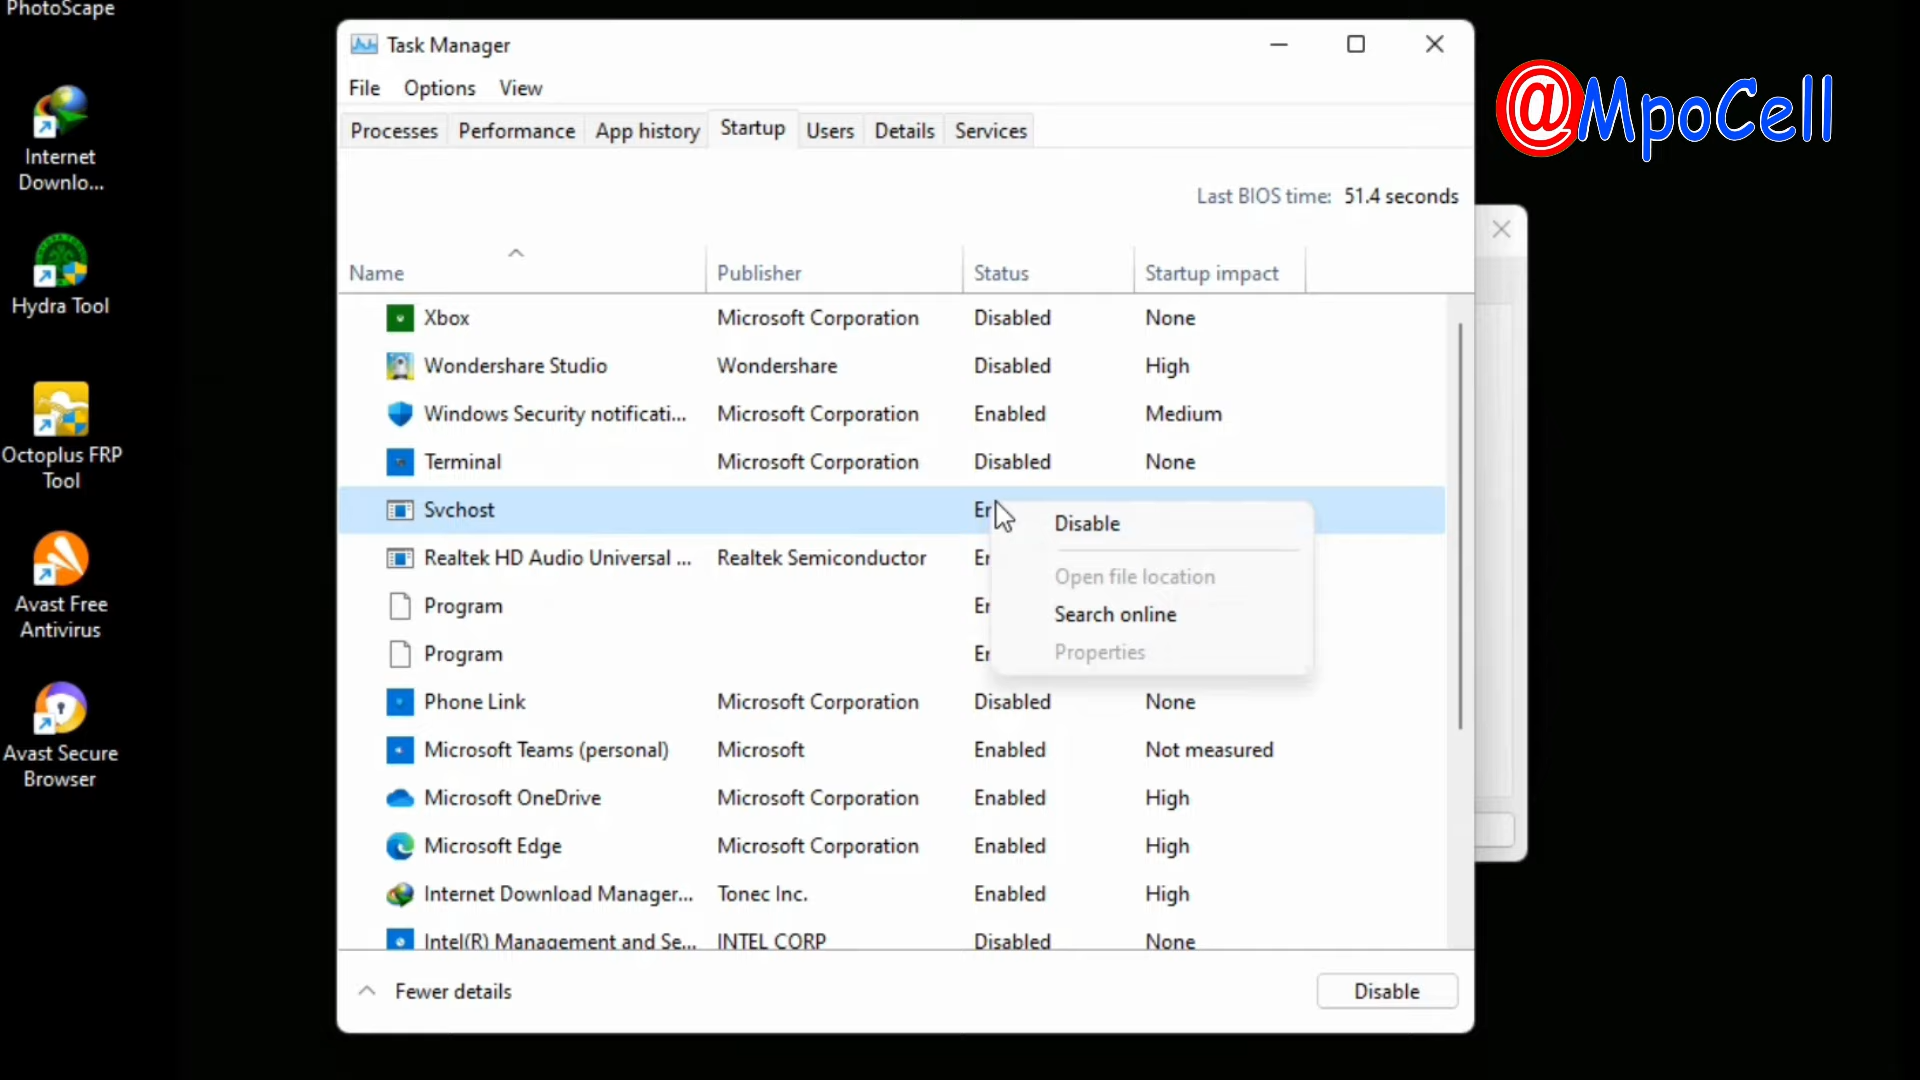 PhotoScape
Internet
Downlo...
Hydra Tool
Octoplus FRP
Tool
Avast Free
Antivirus
Avast Secure
Browser
Task Manager
File Options View
Processes Performance App history Startup Users Details Services
Last BIOS time: 51.4 seconds
Name Publisher Status Startup impact
Xbox Microsoft Corporation Disabled None
Wondershare Studio Wondershare Disabled High
Windows Security notificati... Microsoft Corporation Enabled Medium
Terminal Microsoft Corporation Disabled None
Svchost Er
Realtek HD Audio Universal ... Realtek Semiconductor Er
Program Er
Program Er
Phone Link Microsoft Corporation Disabled None
Microsoft Teams (personal) Microsoft Enabled Not measured
Microsoft OneDrive Microsoft Corporation Enabled High
Microsoft Edge Microsoft Corporation Enabled High
Internet Download Manager... Tonec Inc. Enabled High
Intel(R) Management and Se... INTEL CORP Disabled None
Disable
Open file location
Search online
Properties
Fewer details Disable
@MpoCell